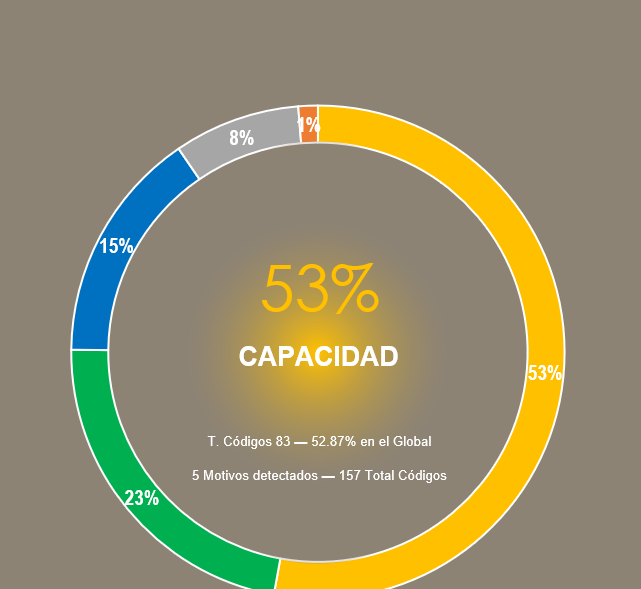 1%
8%
15%
53%
CAPACIDAD
53%
T. Códigos 83 — 52.87% en el Global
5 Motivos detectados — 157 Total Códigos
23%